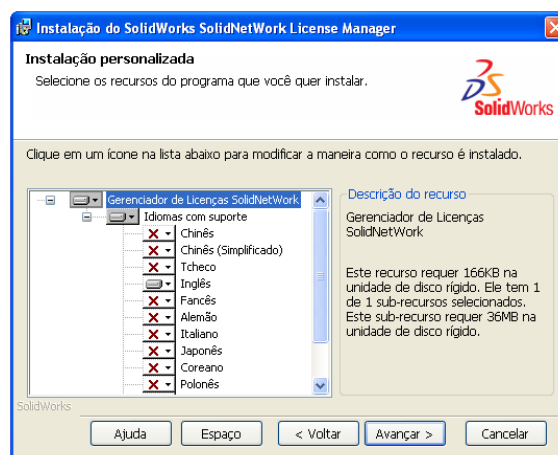 Instalação do SolidWorks SolidNetWork License Manager
Instalação personalizada
Selecione os recursos do programa que você quer instalar.
SolidWorks
Clique em um ícone na lista abaixo para modificar a maneira como o recurso é instalado.
Gerenciador de Licenças SolidNetWork
Idiomas com suporte
Chinês
Chinês (Simplificado)
Tcheco
Inglês
Fancês
Alemão
Italiano
Japonês
Coreano
Polonês
Descrição do recurso
Gerenciador de Licenças
SolidNetWork
Este recurso requer 166KB na
unidade de disco rígido. Ele tem 1
de 1 sub-recursos selecionados.
Este sub-recurso requer 36MB na
unidade de disco rígido.
SolidWorks
Ajuda
Espaço
< Voltar
Avançar >
Cancelar